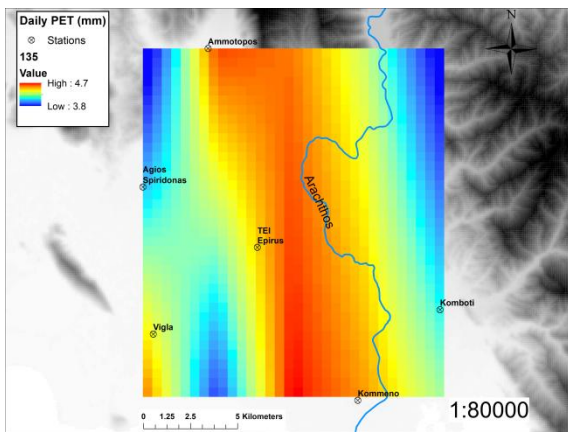 Daily PET (mm)
Stations
135
Value
High : 4.7
Low : 3.8
N
Ammotopos
Agios
Spiridonas
Arachthos
TEI
Epirus
Komboti
Vigla
Kommeno
0 1.25 2.5 5 Kilometers
1:80000